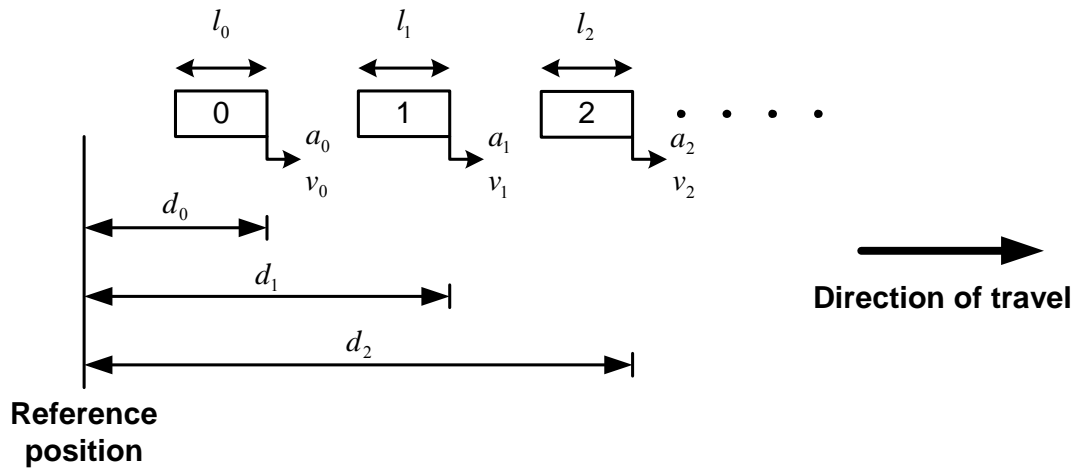 l₀ l₁ l₂
0 1 2
a₀ a₁ a₂
v₀ v₁ v₂
d₀
d₁
Direction of travel
d₂
Reference
position